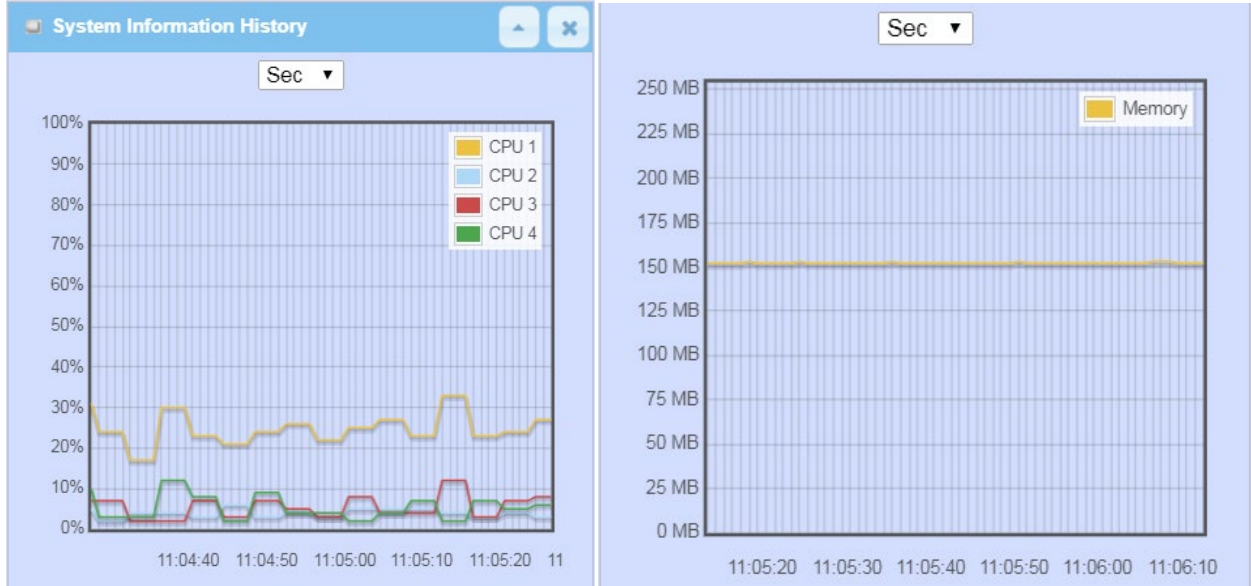 System Information History
Sec
100%
90%
80%
70%
60%
50%
40%
30%
20%
10%
0%
CPU 1
CPU 2
CPU 3
CPU 4
11:04:40 11:04:50 11:05:00 11:05:10 11:05:20 11
Sec
250 MB
225 MB
200 MB
175 MB
150 MB
125 MB
100 MB
75 MB
50 MB
25 MB
0 MB
Memory
11:05:20 11:05:30 11:05:40 11:05:50 11:06:00 11:06:10